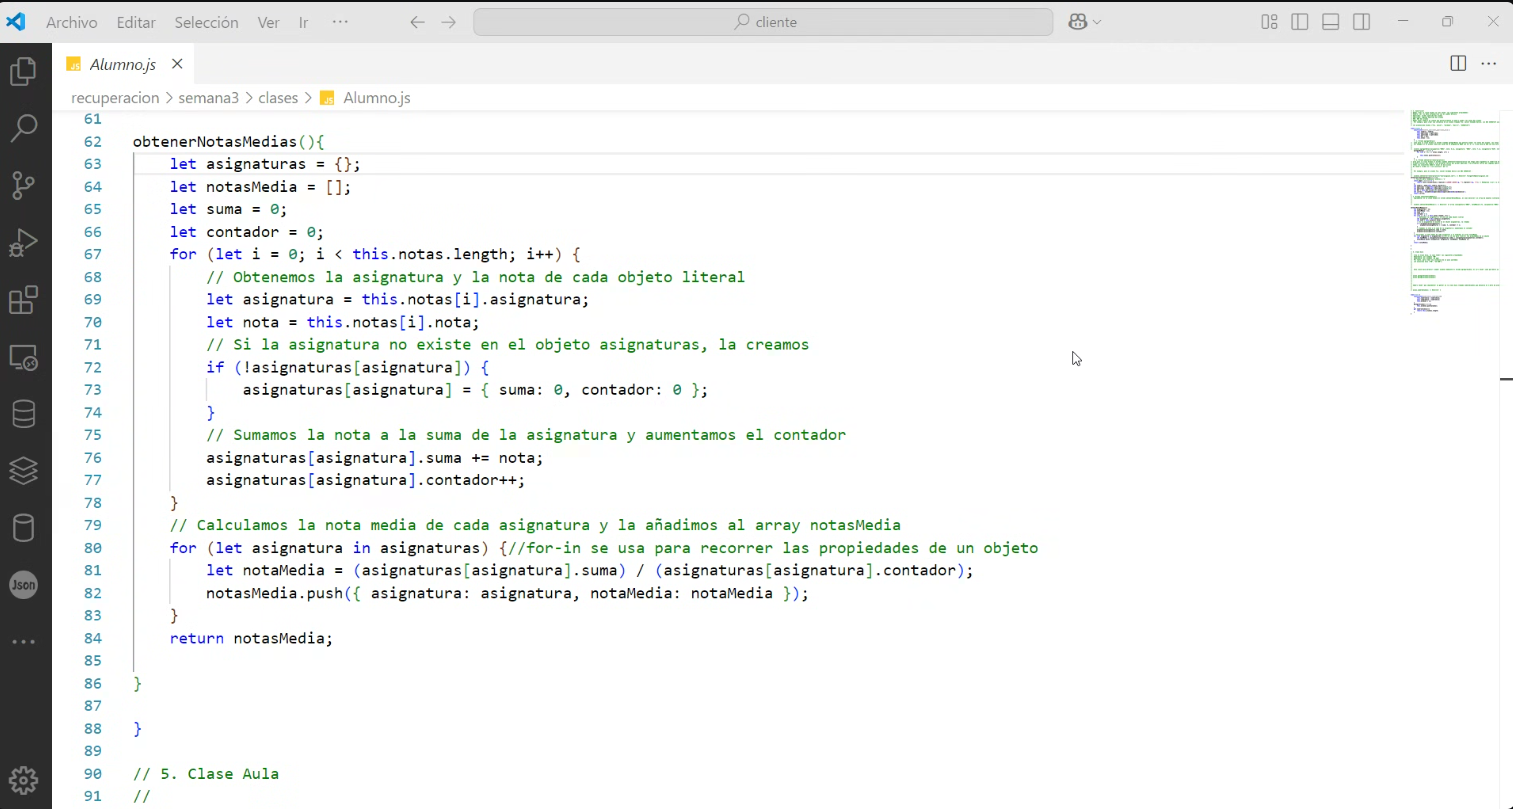 Archivo Editar Selección Ver Ir ··· cliente
JS Alumno.js
recuperacion > semana3 > clases > JS Alumno.js
61
62 obtenerNotasMedias(){
63 let asignaturas = {};
64 let notasMedia = [];
65 let suma = 0;
66 let contador = 0;
67 for (let i = 0; i < this.notas.length; i++) {
68 // Obtenemos la asignatura y la nota de cada objeto literal
69 let asignatura = this.notas[i].asignatura;
70 let nota = this.notas[i].nota;
71 // Si la asignatura no existe en el objeto asignaturas, la creamos
72 if (!asignaturas[asignatura]) {
73 asignaturas[asignatura] = { suma: 0, contador: 0 };
74 }
75 // Sumamos la nota a la suma de la asignatura y aumentamos el contador
76 asignaturas[asignatura].suma += nota;
77 asignaturas[asignatura].contador++;
78 }
79 // Calculamos la nota media de cada asignatura y la añadimos al array notasMedia
80 for (let asignatura in asignaturas) {//for-in se usa para recorrer las propiedades de un objeto
81 let notaMedia = (asignaturas[asignatura].suma) / (asignaturas[asignatura].contador);
82 notasMedia.push({ asignatura: asignatura, notaMedia: notaMedia });
83 }
84 return notasMedia;
85
86 }
87
88 }
89
90 // 5. Clase Aula
91 //
Json